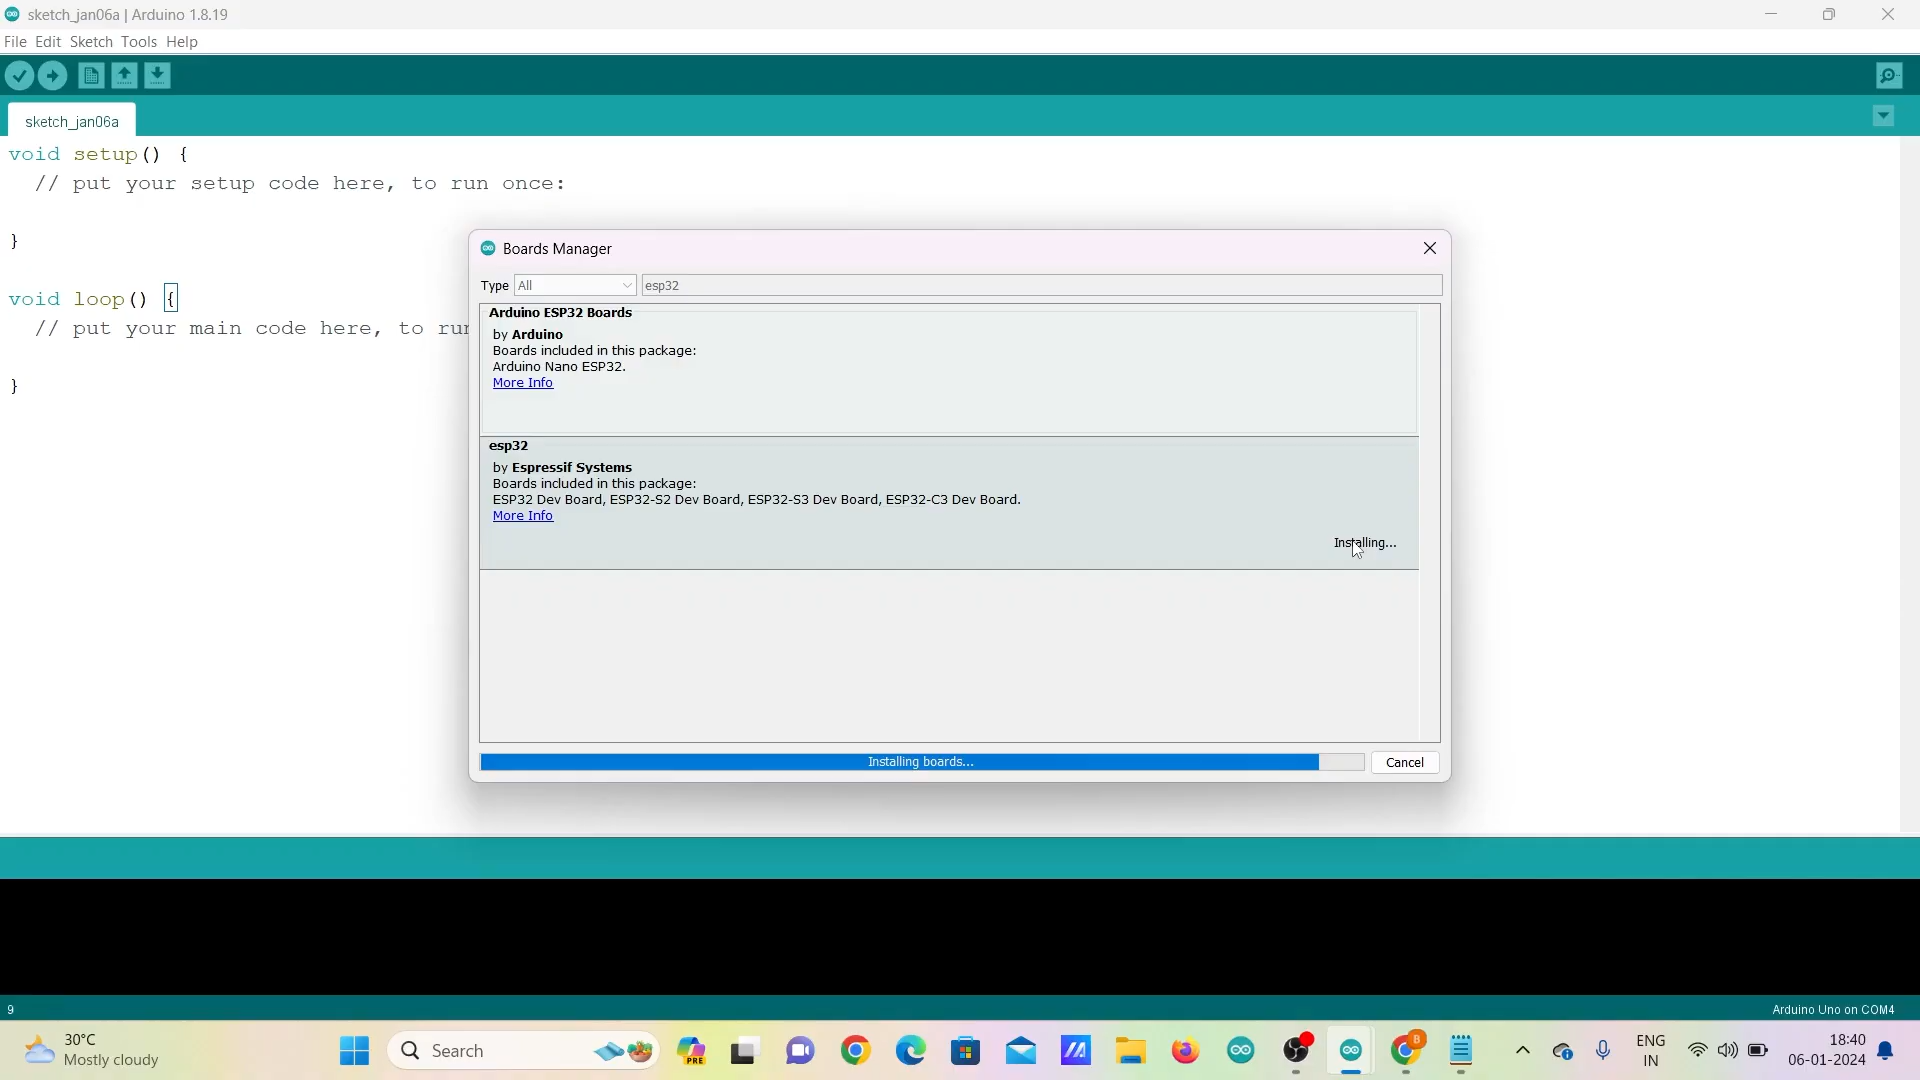 sketch_jan06a | Arduino 1.8.19
File Edit Sketch Tools Help
sketch_jan06a
void setup() {
// put your setup code here, to run once:
}
void loop() {
// put your main code here, to run
}
Boards Manager
Type All esp32
Arduino ESP32 Boards
by Arduino
Boards included in this package:
Arduino Nano ESP32.
More Info
esp32
by Espressif Systems
Boards included in this package:
ESP32 Dev Board, ESP32-S2 Dev Board, ESP32-S3 Dev Board, ESP32-C3 Dev Board.
More Info
Installing...
Installing boards... Cancel
9 Arduino Uno on COM4
30°C
Mostly cloudy
Search
PRE
B
ENG
IN
18:40
06-01-2024